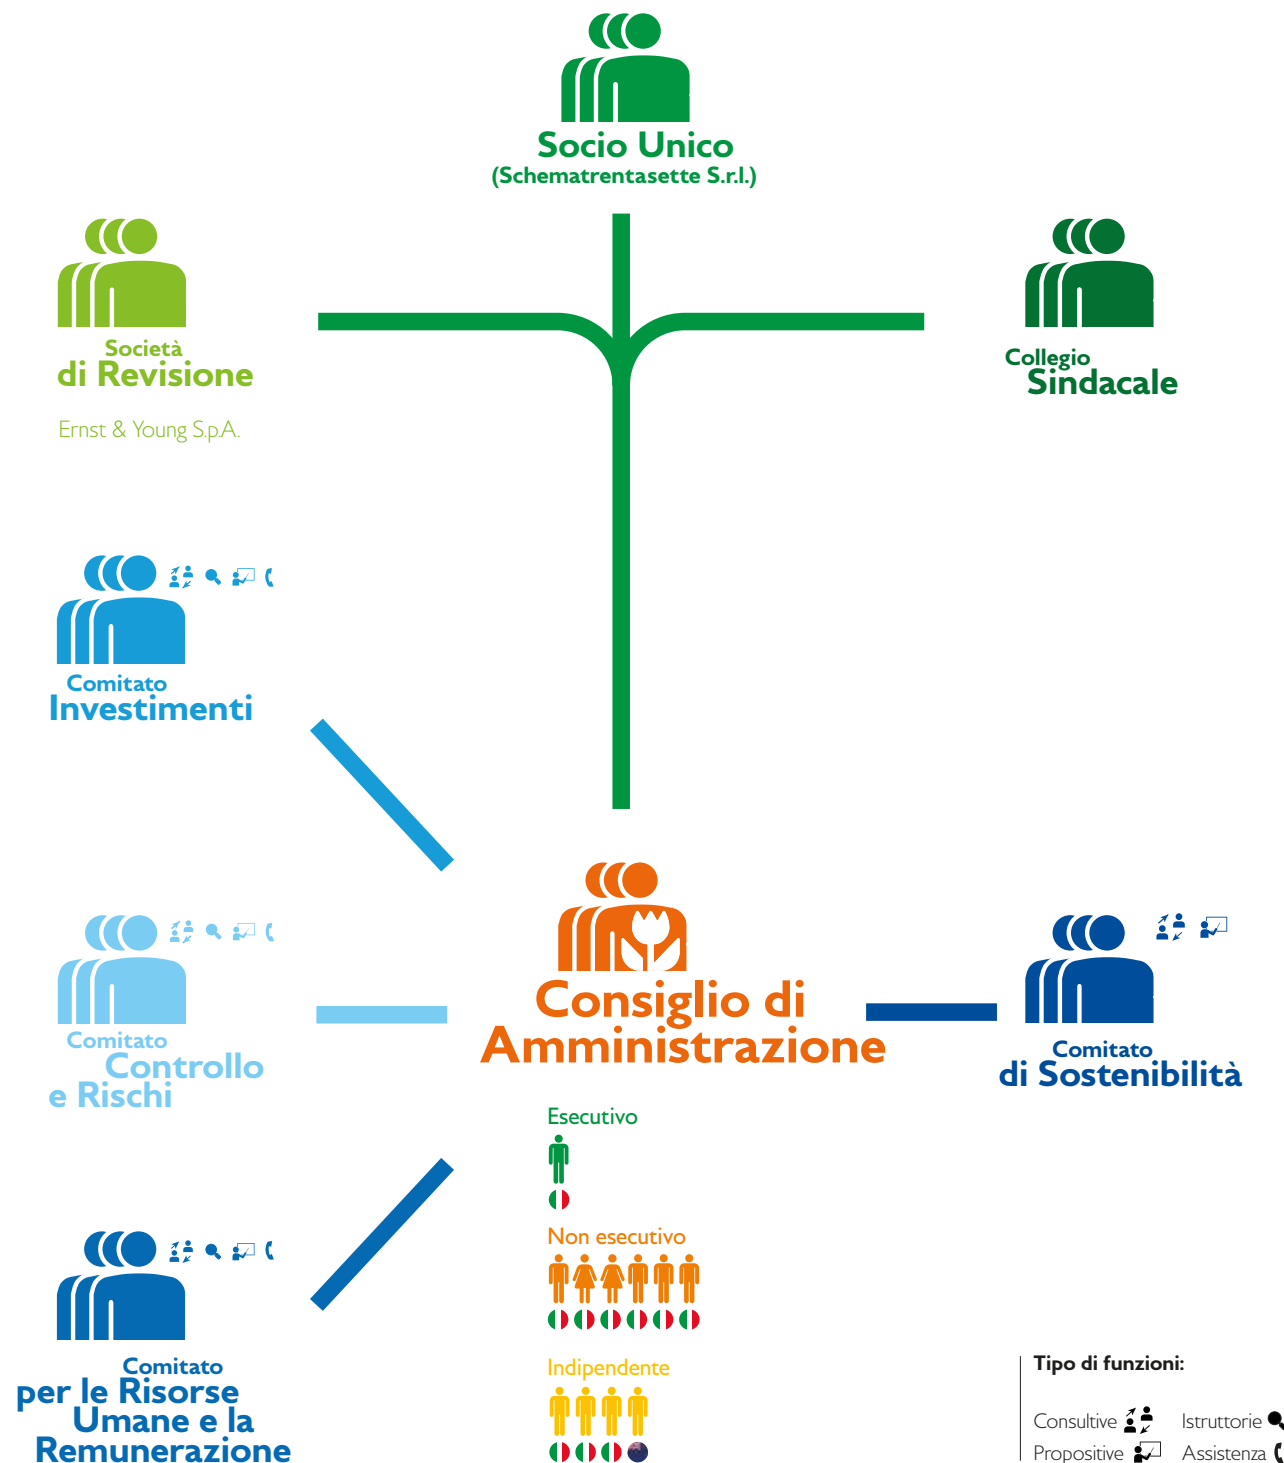 Socio Unico
(Schematrentasette S.r.l.)
Società
di Revisione
Ernst & Young S.p.A.
Collegio
Sindacale
Comitato
Investimenti
Comitato
Controllo
e Rischi
Consiglio di
Amministrazione
Comitato
di Sostenibilità
Esecutivo
Non esecutivo
Indipendente
Comitato
per le Risorse
Umane e la
Remunerazione
Tipo di funzioni:
Consultive Istruttorie
Propositive Assistenza